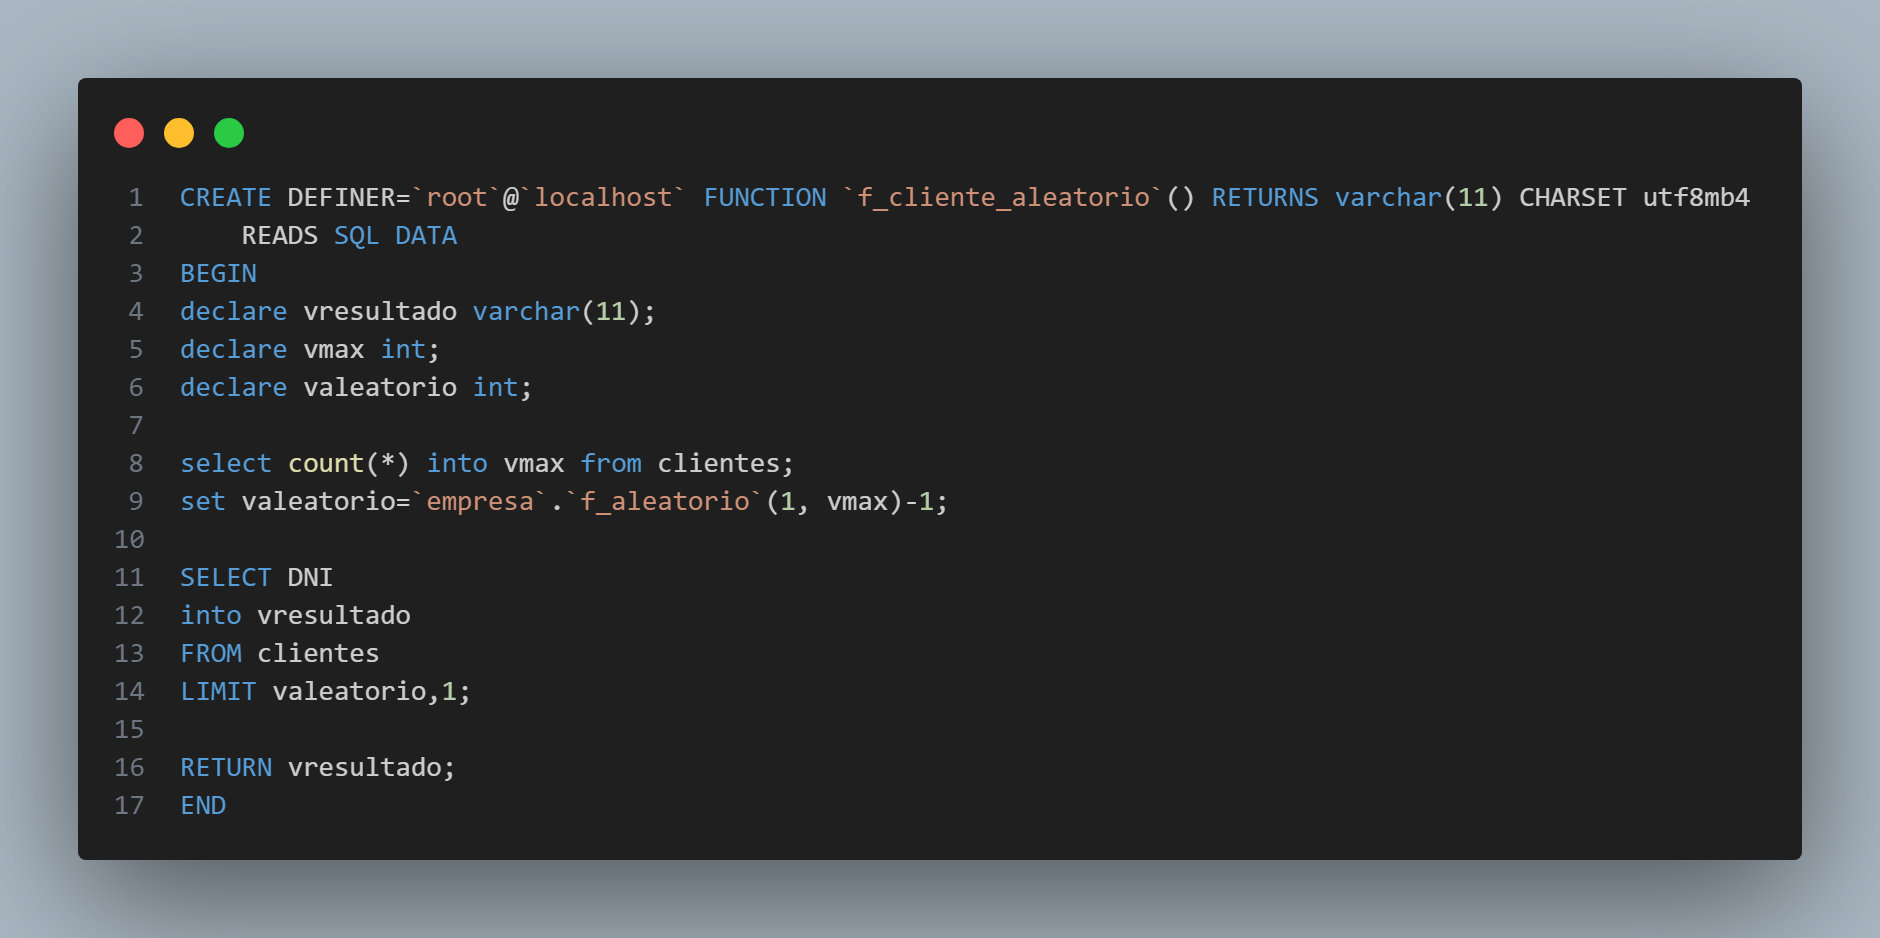 1 CREATE DEFINER=`root`@`localhost` FUNCTION `f_cliente_aleatorio`() RETURNS varchar(11) CHARSET utf8mb4
2     READS SQL DATA
3 BEGIN
4 declare vresultado varchar(11);
5 declare vmax int;
6 declare valeatorio int;
7
8 select count(*) into vmax from clientes;
9 set valeatorio=`empresa`.`f_aleatorio`(1, vmax)-1;
10
11 SELECT DNI
12 into vresultado
13 FROM clientes
14 LIMIT valeatorio,1;
15
16 RETURN vresultado;
17 END